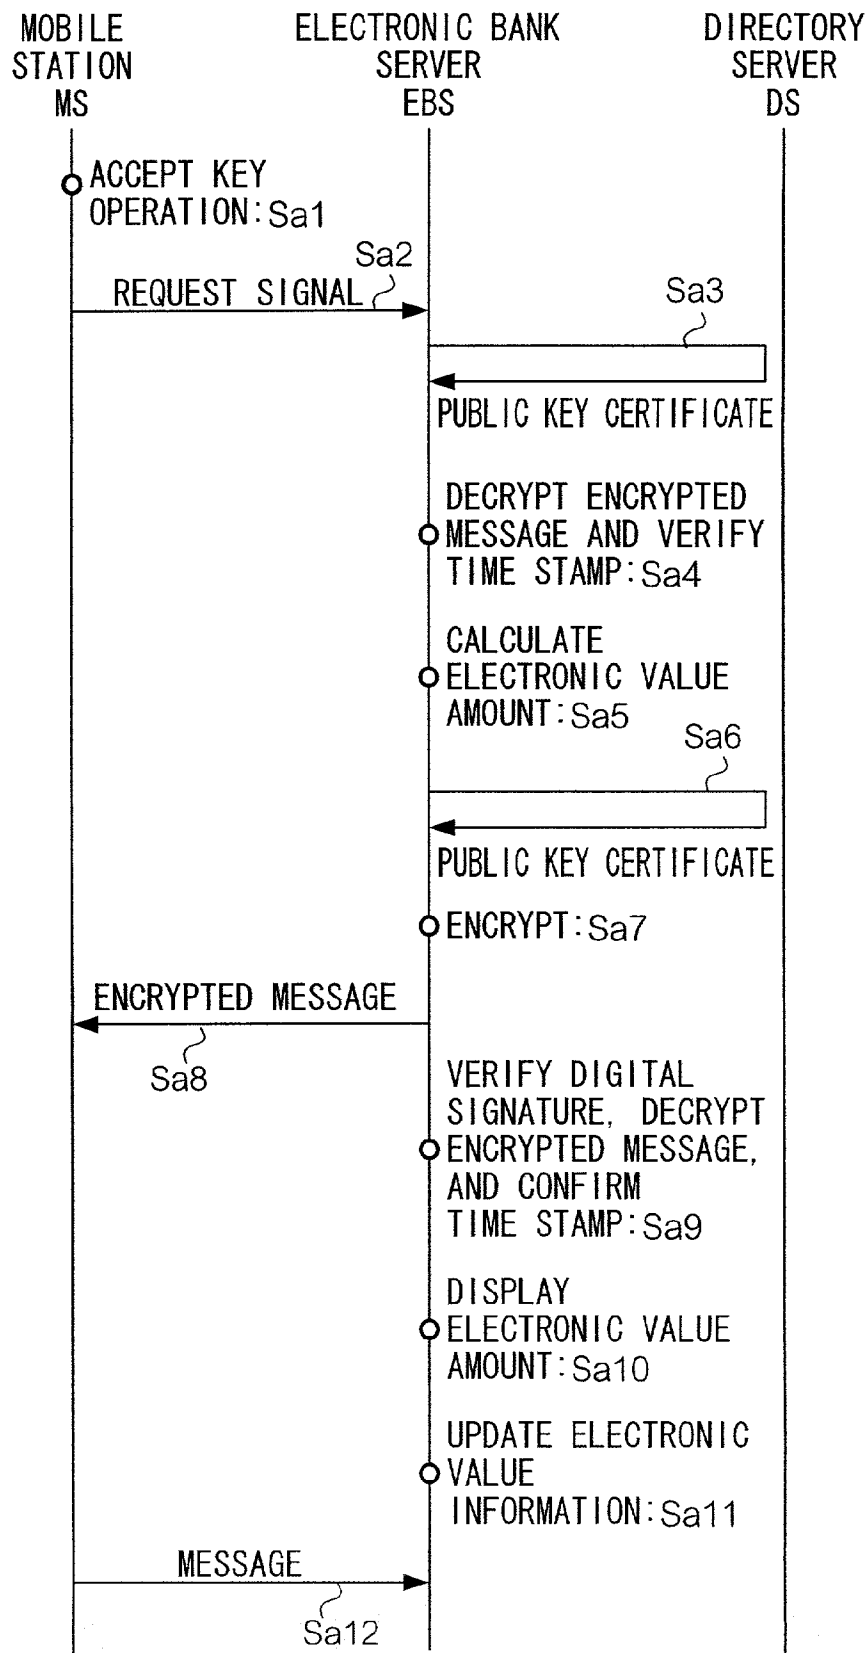 MOBILE
STATION
MS
ELECTRONIC BANK
SERVER
EBS
DIRECTORY
SERVER
DS
ACCEPT KEY
OPERATION:Sa1
Sa2
REQUEST SIGNAL
Sa3
PUBLIC KEY CERTIFICATE
DECRYPT ENCRYPTED
MESSAGE AND VERIFY
TIME STAMP:Sa4
CALCULATE
ELECTRONIC VALUE
AMOUNT:Sa5
Sa6
PUBLIC KEY CERTIFICATE
ENCRYPT:Sa7
ENCRYPTED MESSAGE
Sa8
VERIFY DIGITAL
SIGNATURE, DECRYPT
ENCRYPTED MESSAGE,
AND CONFIRM
TIME STAMP:Sa9
DISPLAY
ELECTRONIC VALUE
AMOUNT:Sa10
UPDATE ELECTRONIC
VALUE
INFORMATION:Sa11
MESSAGE
Sa12